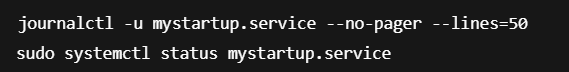 journalctl -u mystartup.service --no-pager --lines=50
sudo systemctl status mystartup.service